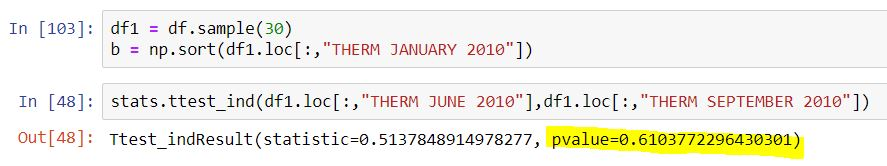 In [103]: df1 = df.sample(30)
b = np.sort(df1.loc[:,"THERM JANUARY 2010"])
In [48]: stats.ttest_ind(df1.loc[:,"THERM JUNE 2010"],df1.loc[:,"THERM SEPTEMBER 2010"])
Out[48]: Ttest_indResult(statistic=0.5137848914978277, pvalue=0.6103772296430301)